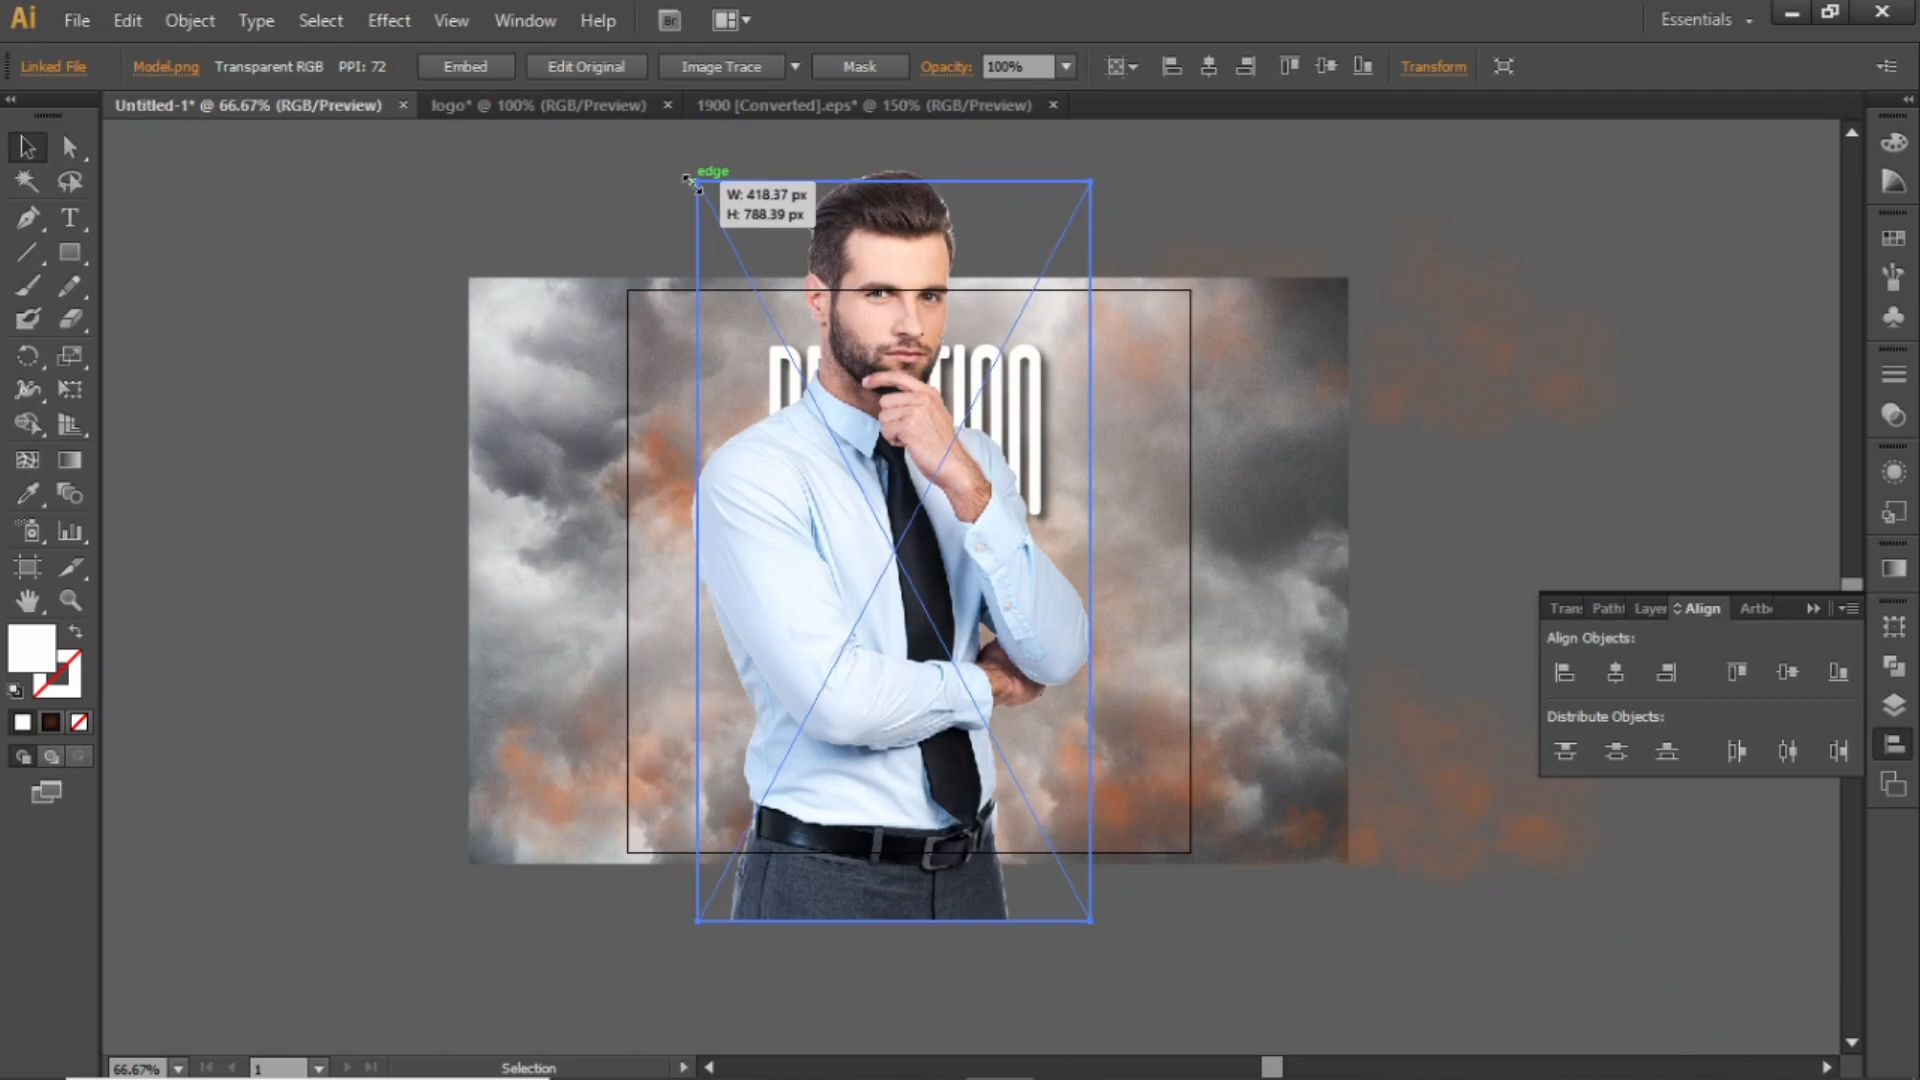 Ai File Edit Object Type Select Effect View Window Help Br Essentials
Linked File Model.png Transparent RGB PPI: 72 Embed Edit Original Image Trace Mask Opacity: 100% Transform
Untitled-1* @ 66.67% (RGB/Preview) logo* @ 100% (RGB/Preview) 1900 [Converted].eps* @ 150% (RGB/Preview)
edge
W: 418.37 px
H: 788.39 px
Trans Pathf Layer Align Artb
Align Objects:
Distribute Objects:
66.67% 1 Selection